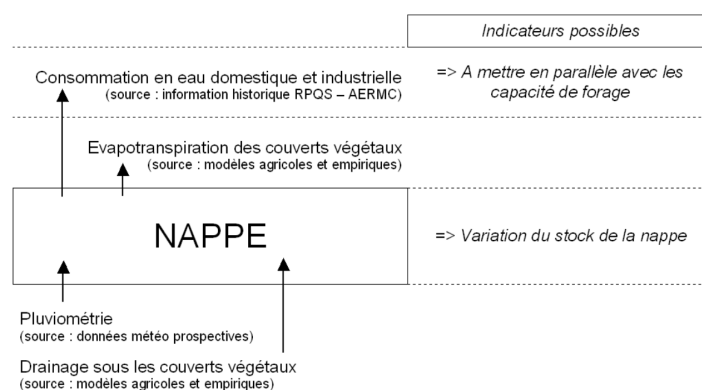 Indicateurs possibles
Consommation en eau domestique et industrielle
(source : information historique RPQS – AERMC)
=> A mettre en parallèle avec les
capacité de forage
Evapotranspiration des couverts végétaux
(source : modèles agricoles et empiriques)
NAPPE
=> Variation du stock de la nappe
Pluviométrie
(source : données météo prospectives)
Drainage sous les couverts végétaux
(source : modèles agricoles et empiriques)